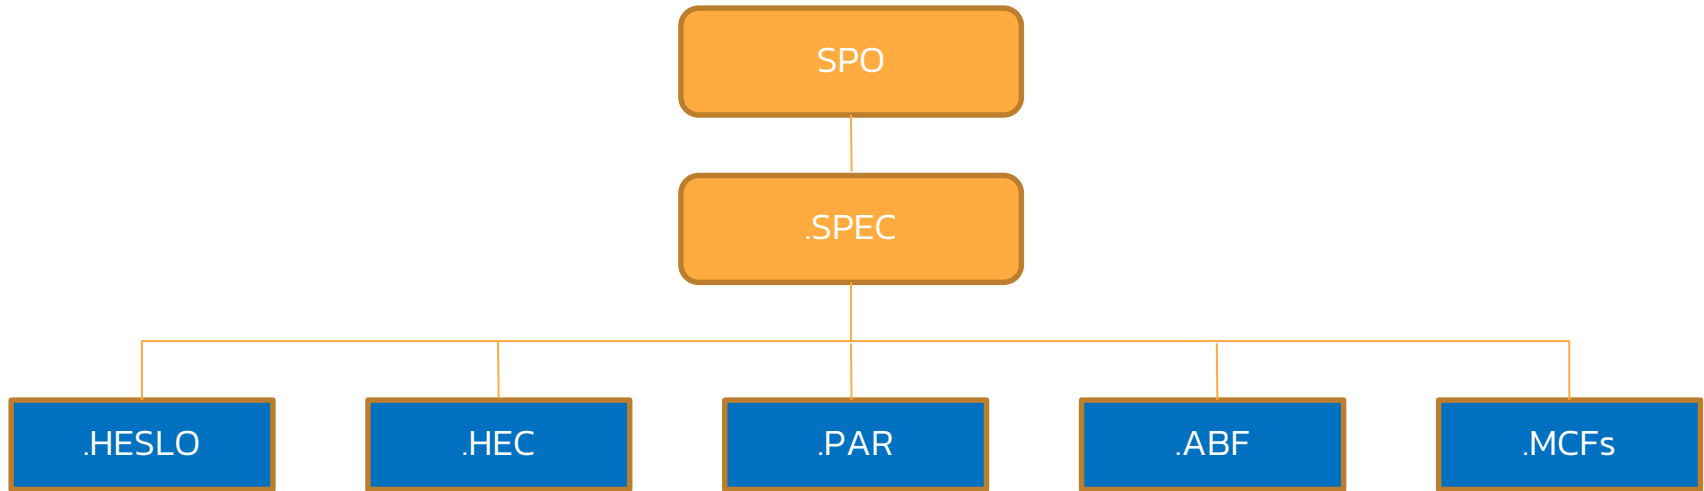 SPO
.SPEC
.HESLO
.HEC
.PAR
.ABF
.MCFs